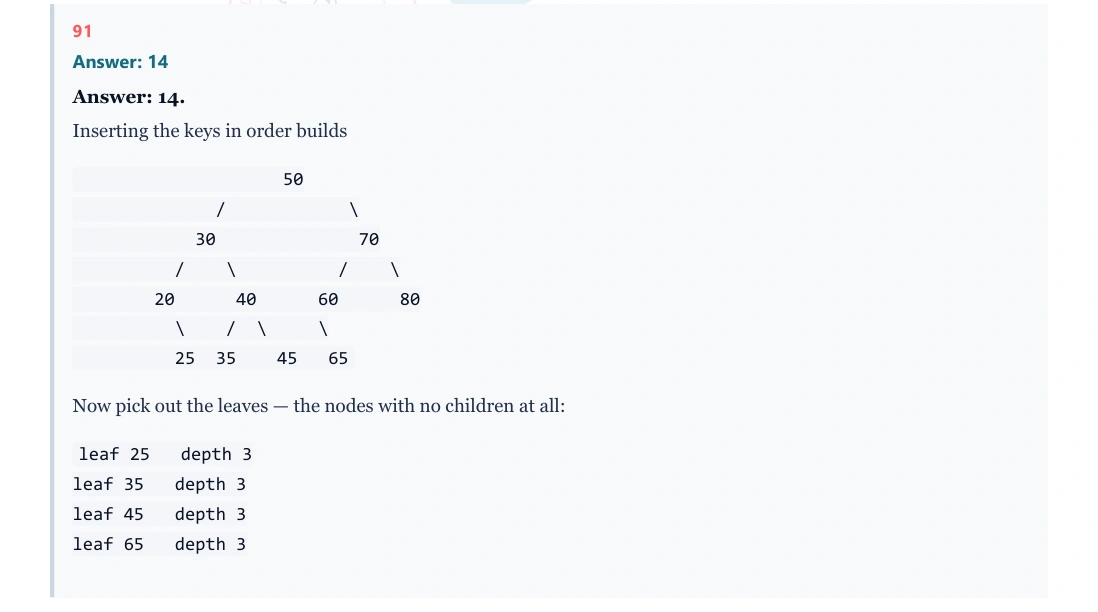 91
Answer: 14
Answer: 14.
Inserting the keys in order builds
50
/ \
30 70
/ \ / \
20 40 60 80
\ / \ \
25 35 45 65
Now pick out the leaves — the nodes with no children at all:
leaf 25 depth 3
leaf 35 depth 3
leaf 45 depth 3
leaf 65 depth 3